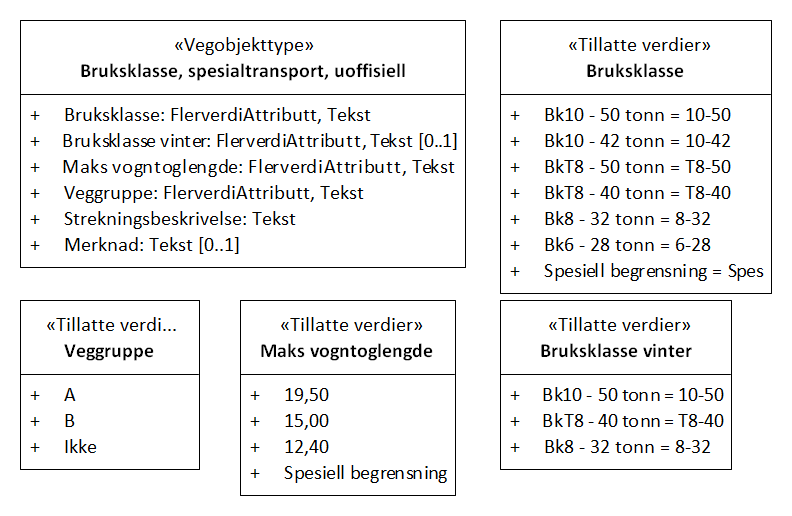 «Vegobjekttype»
Bruksklasse, spesialtransport, uoffisiell
+ Bruksklasse: FlerverdiAttributt, Tekst
+ Bruksklasse vinter: FlerverdiAttributt, Tekst [0..1]
+ Maks vogntoglengde: FlerverdiAttributt, Tekst
+ Veggruppe: FlerverdiAttributt, Tekst
+ Strekningsbeskrivelse: Tekst
+ Merknad: Tekst [0..1]
«Tillatte verdier»
Bruksklasse
+ Bk10 - 50 tonn = 10-50
+ Bk10 - 42 tonn = 10-42
+ BkT8 - 50 tonn = T8-50
+ BkT8 - 40 tonn = T8-40
+ Bk8 - 32 tonn = 8-32
+ Bk6 - 28 tonn = 6-28
+ Spesiell begrensning = Spes
«Tillatte verdi...
Veggruppe
+ A
+ B
+ Ikke
«Tillatte verdier»
Maks vogntoglengde
+ 19,50
+ 15,00
+ 12,40
+ Spesiell begrensning
«Tillatte verdier»
Bruksklasse vinter
+ Bk10 - 50 tonn = 10-50
+ BkT8 - 40 tonn = T8-40
+ Bk8 - 32 tonn = 8-32